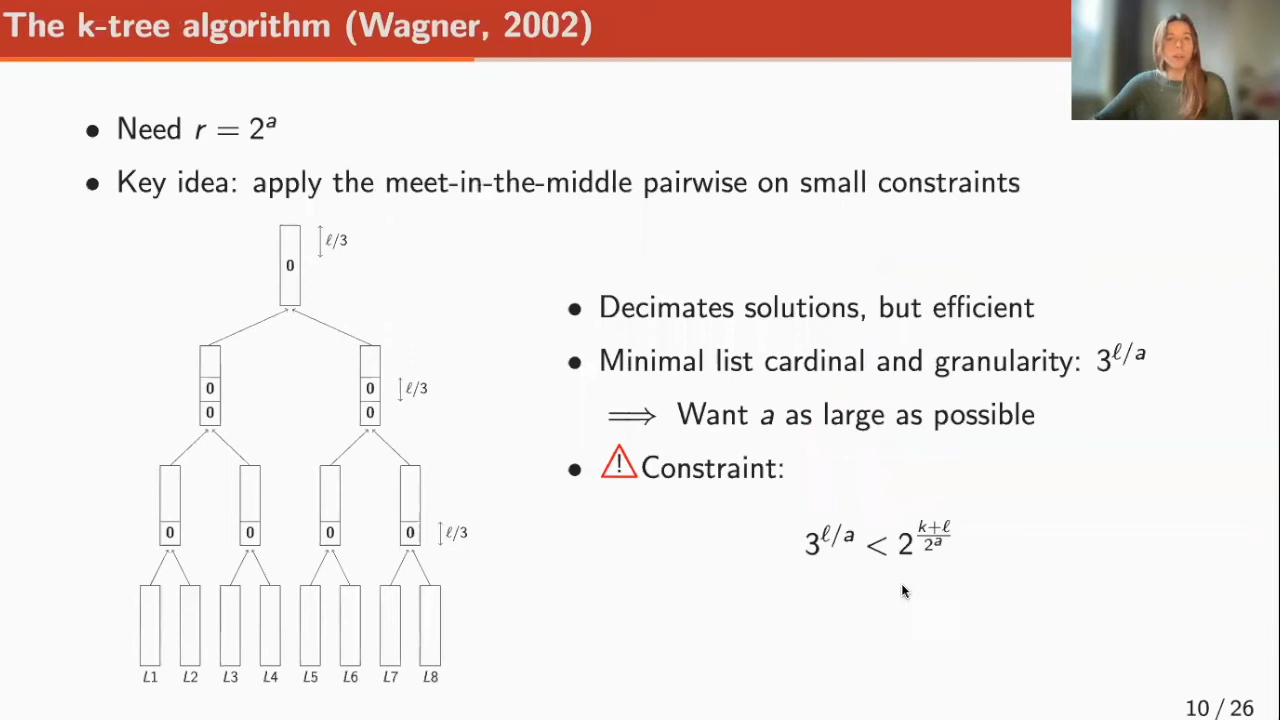 The k-tree algorithm (Wagner, 2002)
• Need r = 2^a
• Key idea: apply the meet-in-the-middle pairwise on small constraints
ℓ/3
0
0 0 ℓ/3
0 0
0 0 0 0 ℓ/3
L1 L2 L3 L4 L5 L6 L7 L8
• Decimates solutions, but efficient
• Minimal list cardinal and granularity: 3^{ℓ/a}
⟹ Want a as large as possible
• ⚠ Constraint:
3^{ℓ/a} < 2^{\frac{k+ℓ}{2^a}}
10 / 26